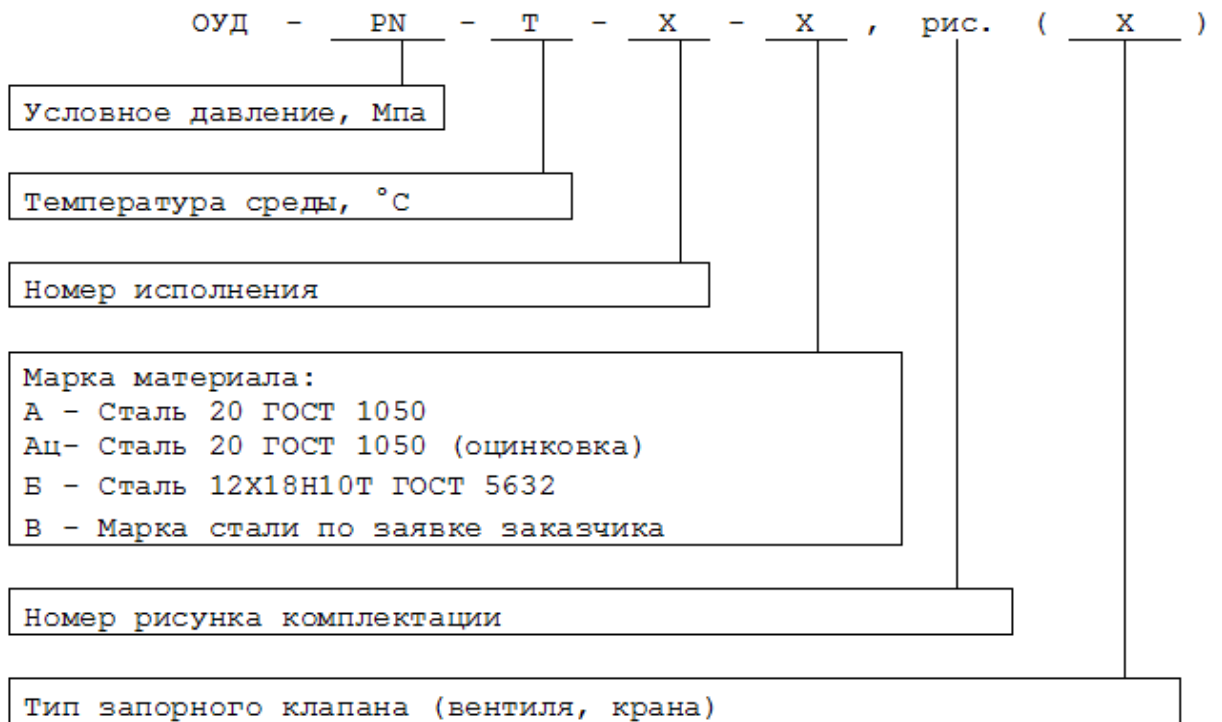 ОУД - PN - Т - Х - Х , рис. ( Х )
Условное давление, Мпа
Температура среды, °С
Номер исполнения
Марка материала:
А - Сталь 20 ГОСТ 1050
Ац- Сталь 20 ГОСТ 1050 (оцинковка)
Б - Сталь 12Х18Н10Т ГОСТ 5632
В - Марка стали по заявке заказчика
Номер рисунка комплектации
Тип запорного клапана (вентиля, крана)